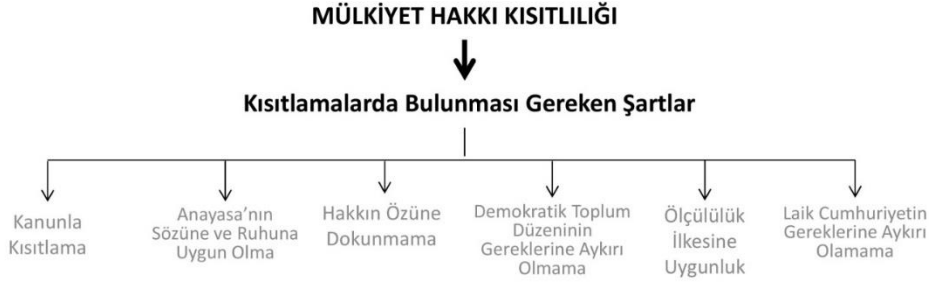 MÜLKİYET HAKKI KISITLILIĞI
Kısıtlamalarda Bulunması Gereken Şartlar
Kanunla
Kısıtlama
Anayasa’nın
Sözüne ve Ruhuna
Uygun Olma
Hakkın Özüne
Dokunmama
Demokratik Toplum
Düzeninin
Gereklerine Aykırı
Olmama
Ölçülülük
İlkesine
Uygunluk
Laik Cumhuriyetin
Gereklerine Aykırı
Olamama